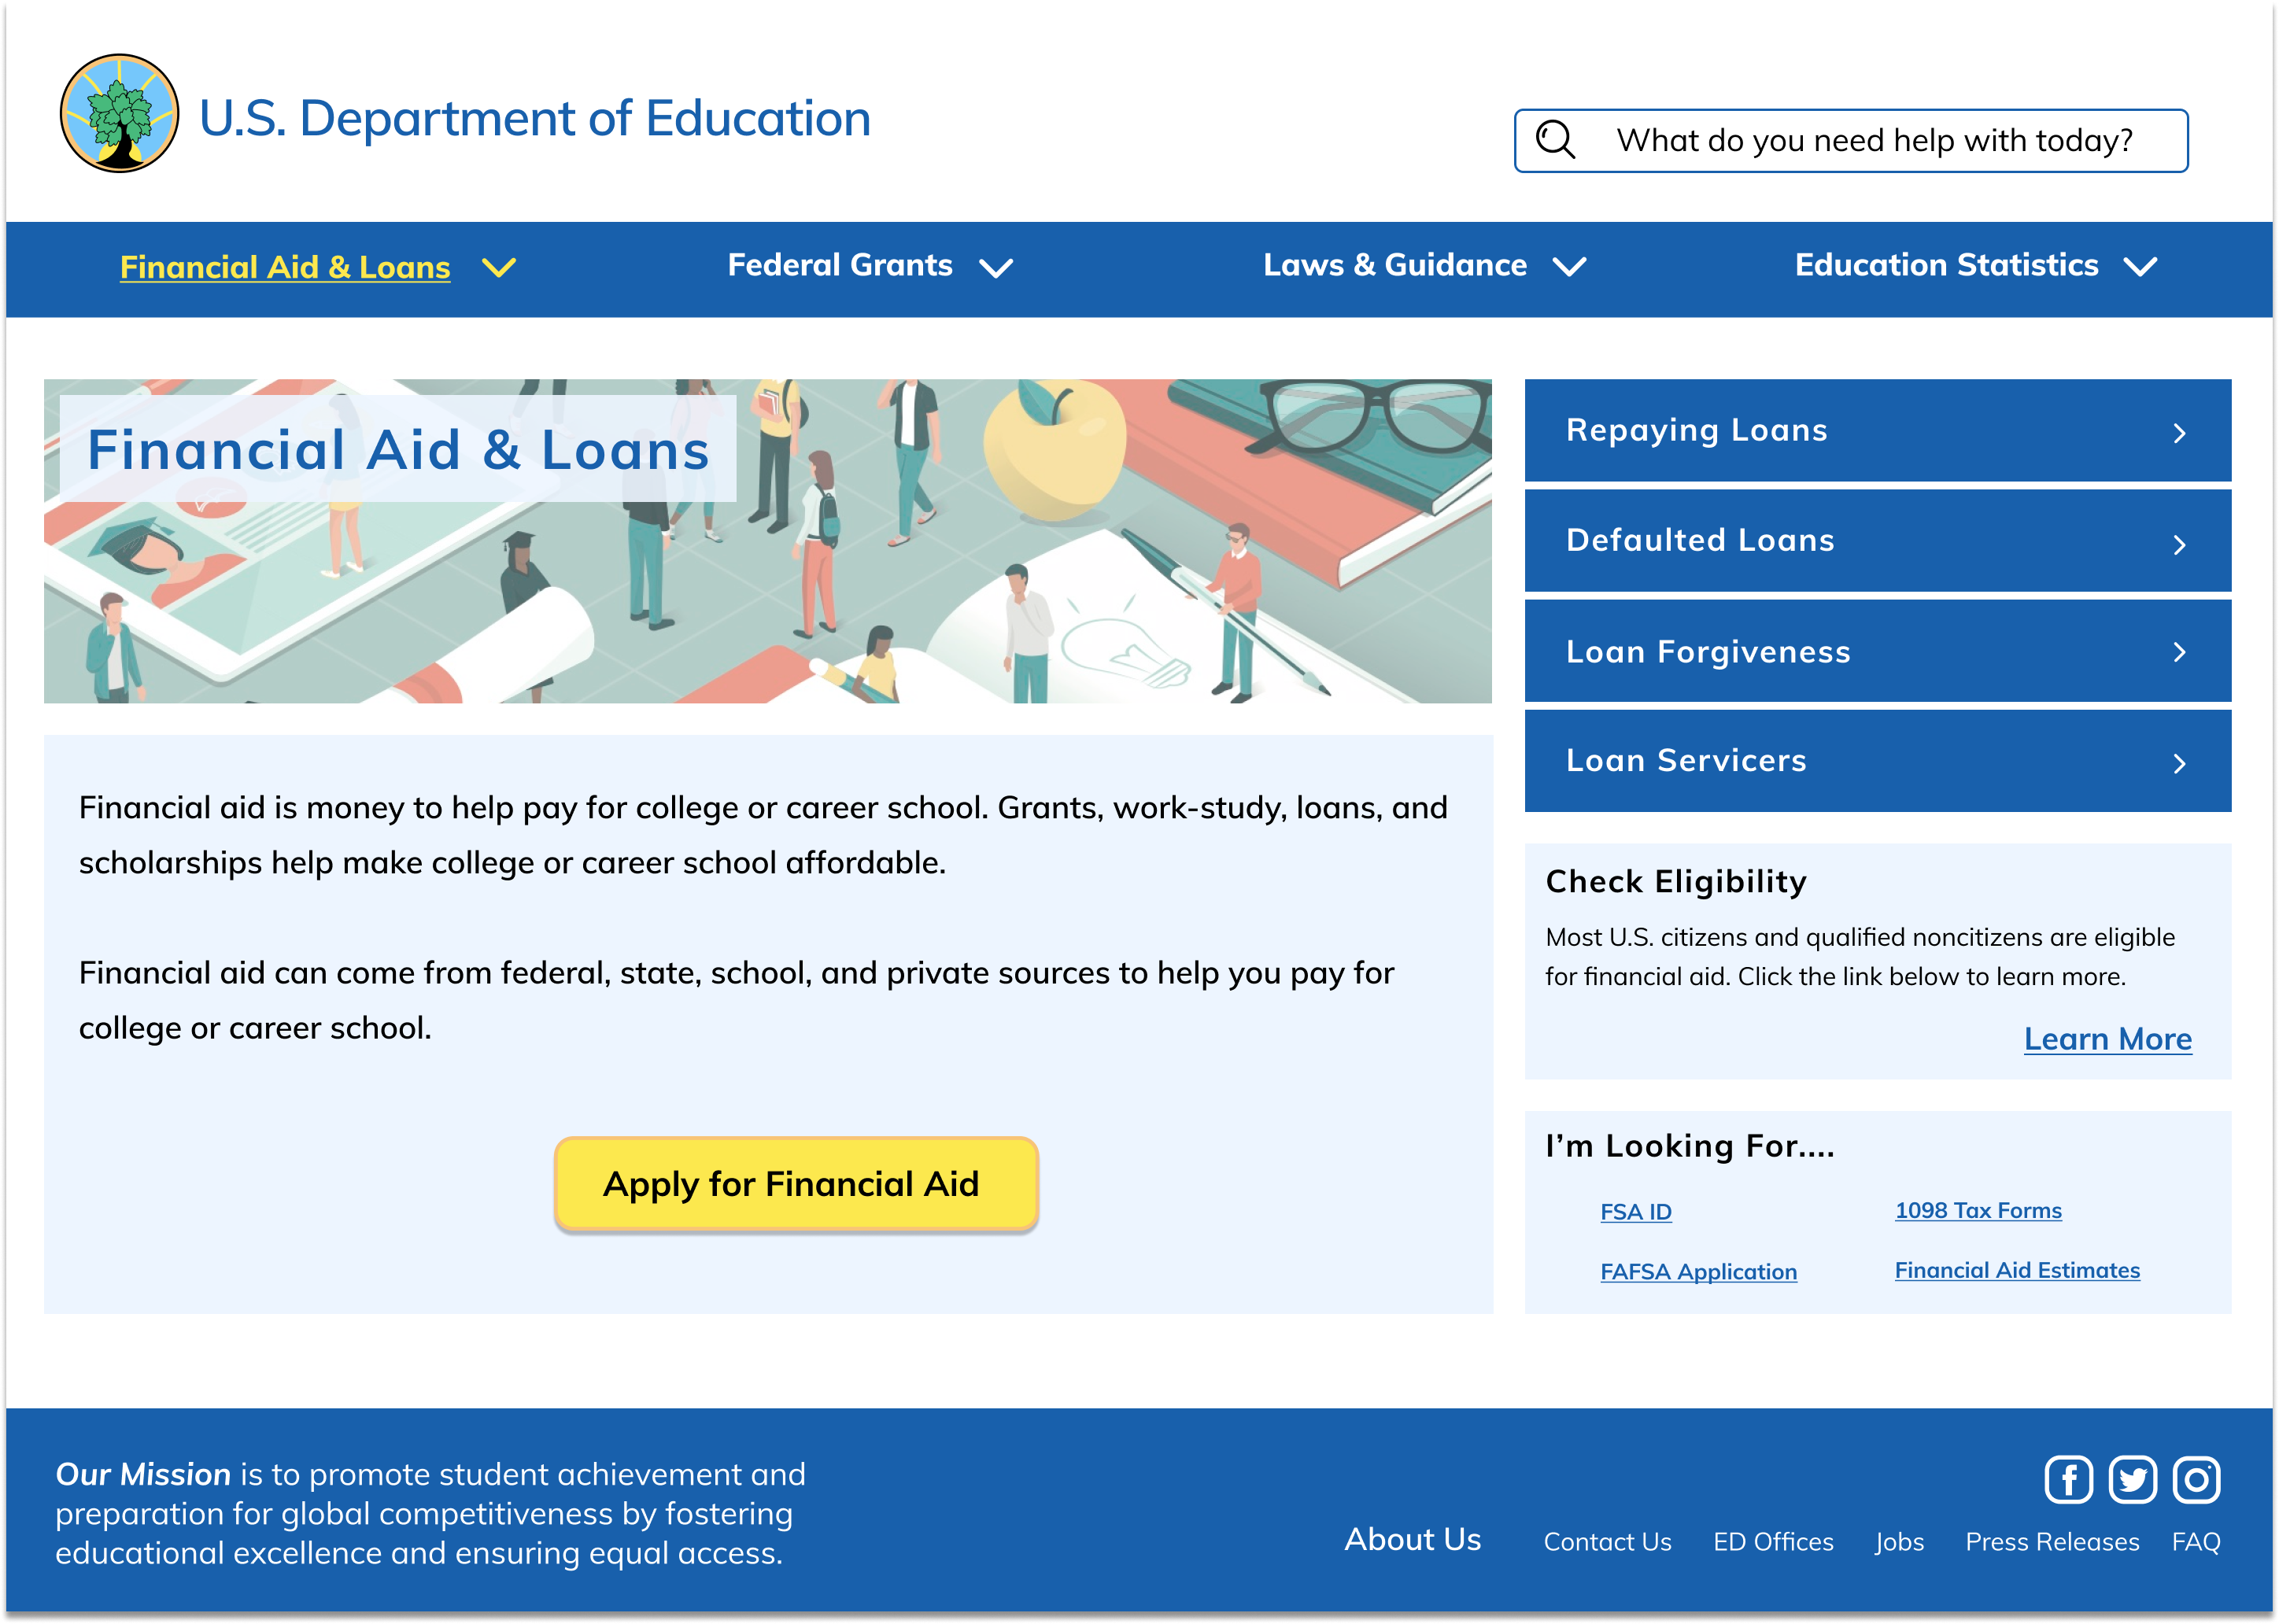 U.S. Department of Education
What do you need help with today?
Financial Aid & Loans
Federal Grants
Laws & Guidance
Education Statistics
Financial Aid & Loans
Financial aid is money to help pay for college or career school. Grants, work-study, loans, and
scholarships help make college or career school affordable.
Financial aid can come from federal, state, school, and private sources to help you pay for
college or career school.
Apply for Financial Aid
Repaying Loans
Defaulted Loans
Loan Forgiveness
Loan Servicers
Check Eligibility
Most U.S. citizens and qualified noncitizens are eligible
for financial aid. Click the link below to learn more.
Learn More
I’m Looking For....
FSA ID
1098 Tax Forms
FAFSA Application
Financial Aid Estimates
Our Mission is to promote student achievement and
preparation for global competitiveness by fostering
educational excellence and ensuring equal access.
About Us
Contact Us
ED Offices
Jobs
Press Releases
FAQ